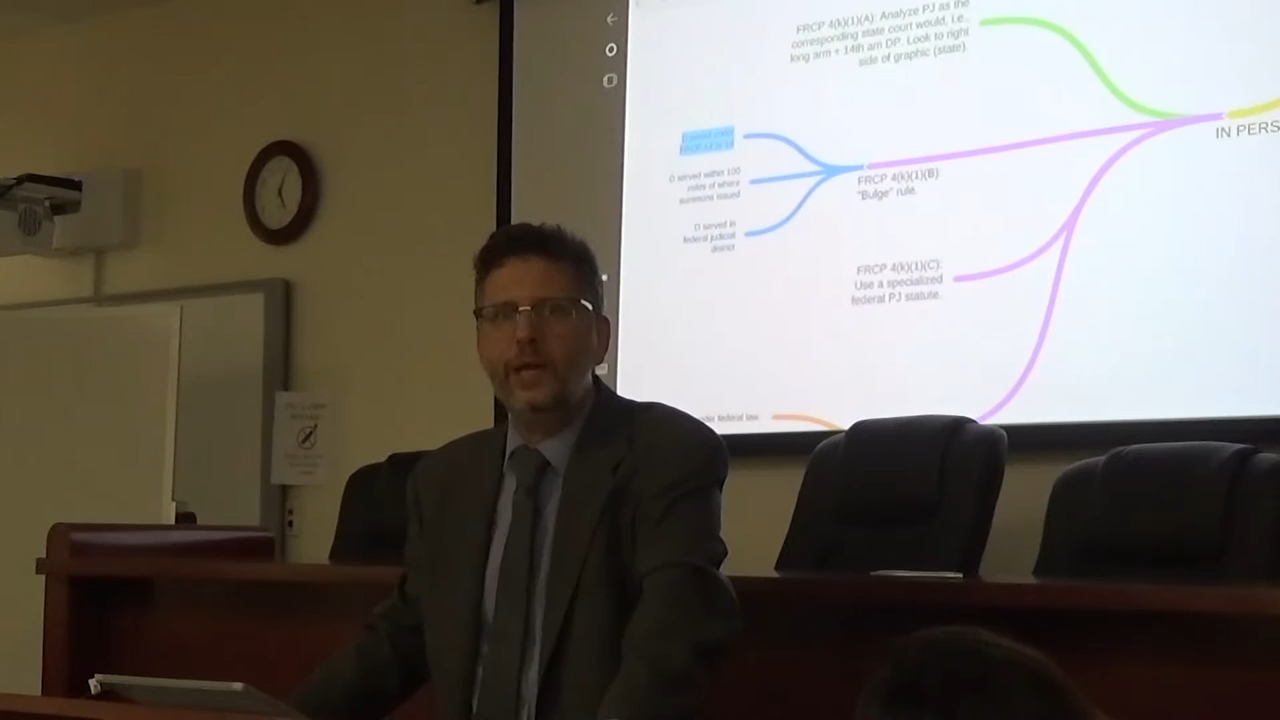 FRCP 4(k)(1)(A): Analyze PJ as the
corresponding state court would, i.e.,
long arm + 14th am DP. Look to right
side of graphic (state).
IN PERS
D served within 100
miles of where
summons issued
FRCP 4(k)(1)(B):
"Bulge" rule.
D served in
federal judicial
district
FRCP 4(k)(1)(C):
Use a specialized
federal PJ statute.
under federal law